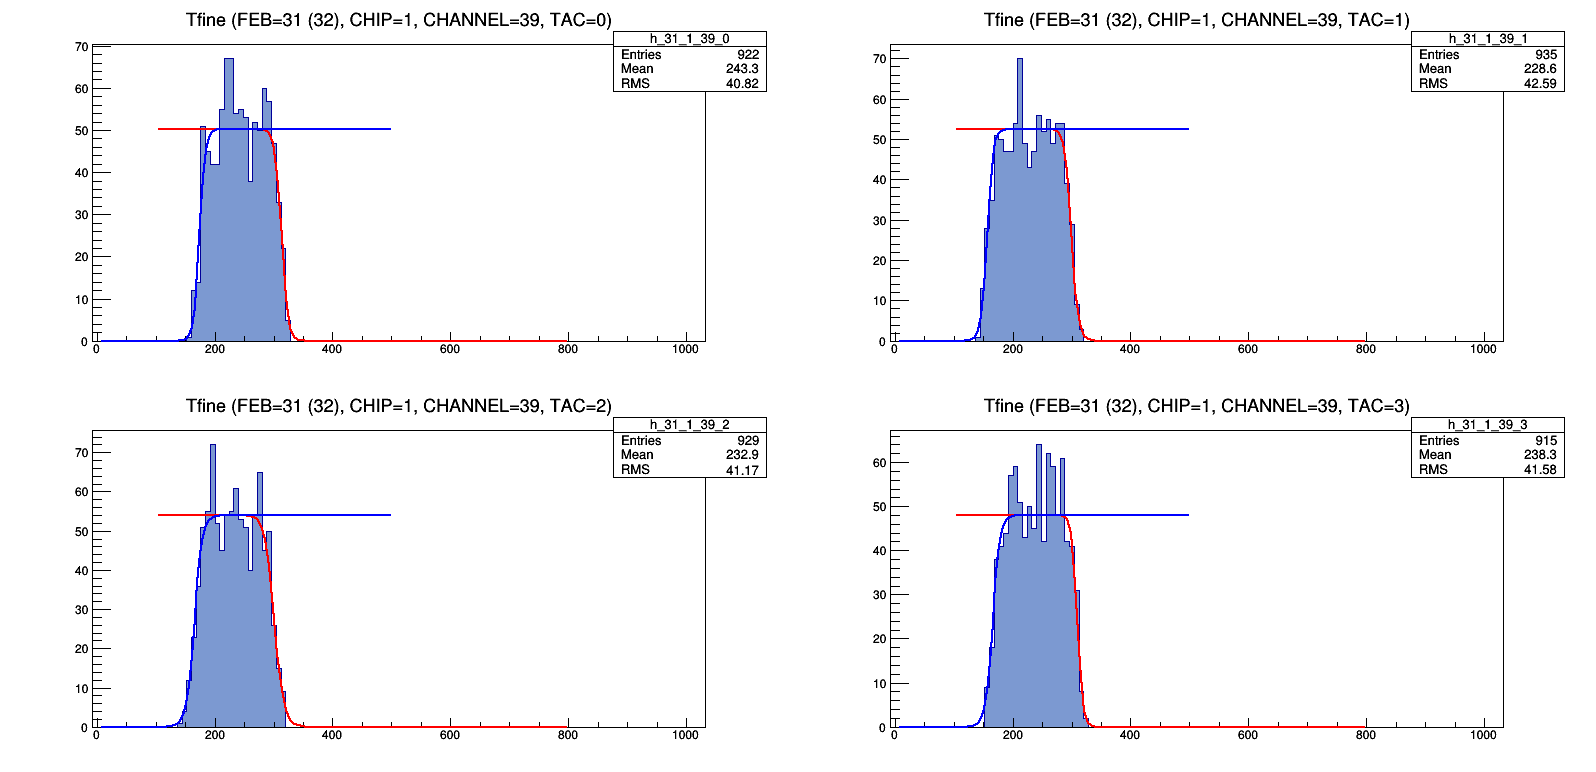 Tfine (FEB=31 (32), CHIP=1, CHANNEL=39, TAC=0)
h_31_1_39_0
Entries 922
Mean 243.3
RMS 40.82
70
60
50
40
30
20
10
0
0 200 400 600 800 1000
Tfine (FEB=31 (32), CHIP=1, CHANNEL=39, TAC=1)
h_31_1_39_1
Entries 935
Mean 228.6
RMS 42.59
70
60
50
40
30
20
10
0
0 200 400 600 800 1000
Tfine (FEB=31 (32), CHIP=1, CHANNEL=39, TAC=2)
h_31_1_39_2
Entries 929
Mean 232.9
RMS 41.17
70
60
50
40
30
20
10
0
0 200 400 600 800 1000
Tfine (FEB=31 (32), CHIP=1, CHANNEL=39, TAC=3)
h_31_1_39_3
Entries 915
Mean 238.3
RMS 41.58
60
50
40
30
20
10
0
0 200 400 600 800 1000